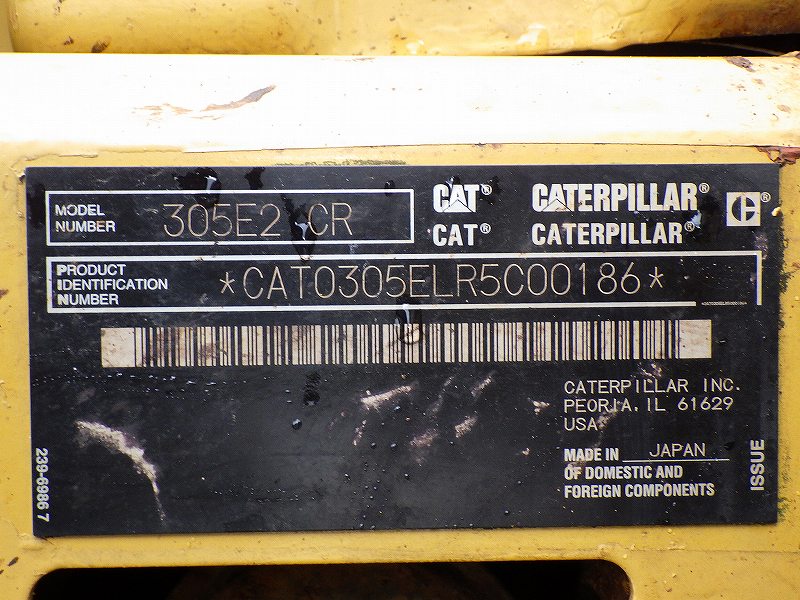 MODEL NUMBER 305E2 CR
CAT® CATERPILLAR® C®
CAT® CATERPILLAR®
PRODUCT IDENTIFICATION NUMBER *CAT0305ELR5C00186*
CATERPILLAR INC.
PEORIA, IL 61629
USA
MADE IN JAPAN
OF DOMESTIC AND
FOREIGN COMPONENTS
ISSUE
239-6986 7